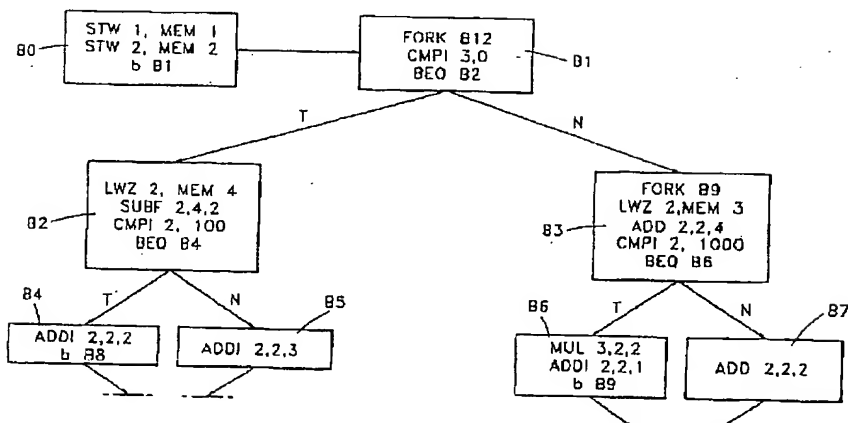 B0
STW 1, MEM 1
STW 2, MEM 2
b B1
FORK B12
CMPI 3,0
BEQ B2
B1
T
N
B2
LWZ 2, MEM 4
SUBF 2,4,2
CMPI 2, 100
BEQ B4
B3
FORK B9
LWZ 2,MEM 3
ADD 2,2,4
CMPI 2, 1000
BEQ B6
T
N
T
N
B4
ADDI 2,2,2
b B8
B5
ADDI 2,2,3
B6
MUL 3,2,2
ADDI 2,2,1
b B9
B7
ADD 2,2,2